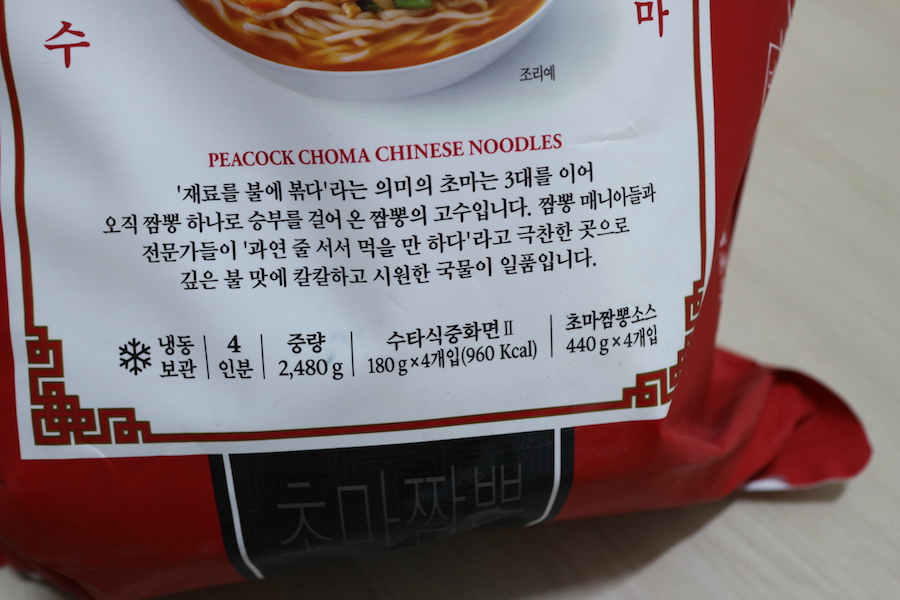 수
마
조리예
PEACOCK CHOMA CHINESE NOODLES
'재료를 불에 볶다'라는 의미의 초마는 3대를 이어
오직 짬뽕 하나로 승부를 걸어 온 짬뽕의 고수입니다. 짬뽕 매니아들과
전문가들이 '과연 줄 서서 먹을 만 하다'라고 극찬한 곳으로
깊은 불 맛에 칼칼하고 시원한 국물이 일품입니다.
냉동
보관
4
인분
중량
2,480 g
수타식중화면 Ⅱ
180 g × 4개입(960 Kcal)
초마짬뽕소스
440 g × 4개입
초마짬뽕